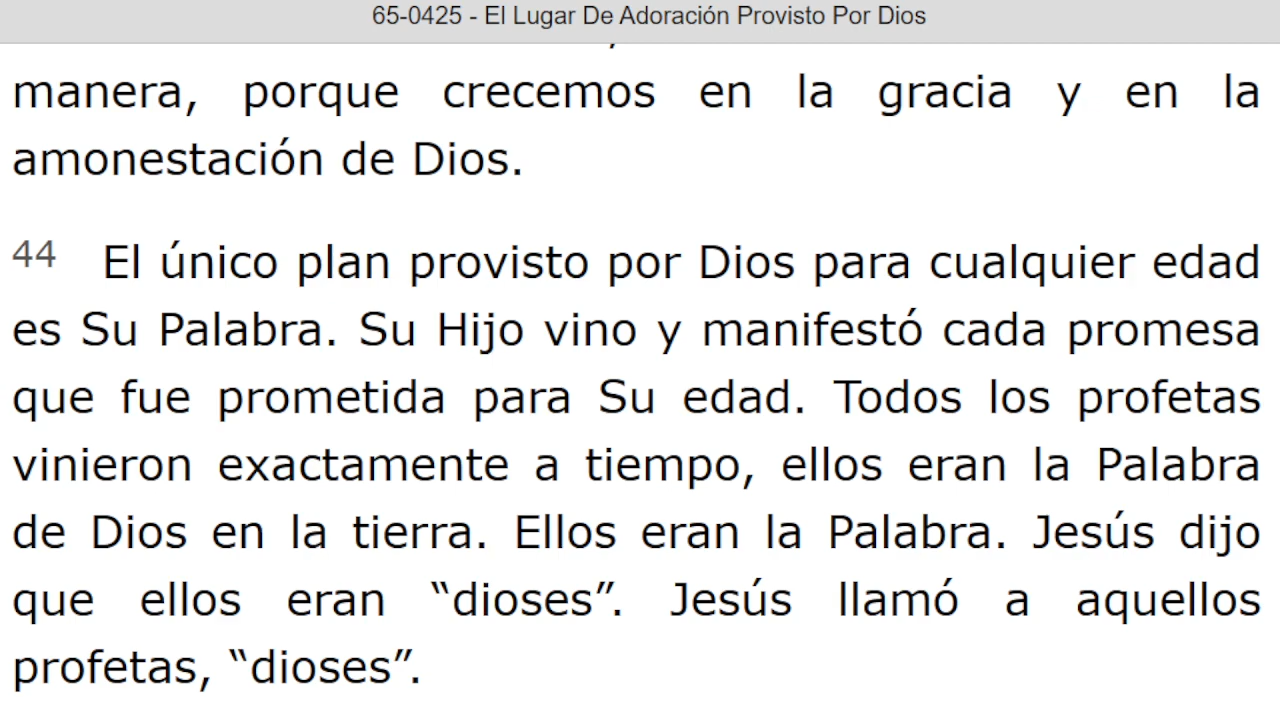 65-0425 - El Lugar De Adoración Provisto Por Dios
manera, porque crecemos en la gracia y en la
amonestación de Dios.
44 El único plan provisto por Dios para cualquier edad
es Su Palabra. Su Hijo vino y manifestó cada promesa
que fue prometida para Su edad. Todos los profetas
vinieron exactamente a tiempo, ellos eran la Palabra
de Dios en la tierra. Ellos eran la Palabra. Jesús dijo
que ellos eran “dioses”. Jesús llamó a aquellos
profetas, “dioses”.